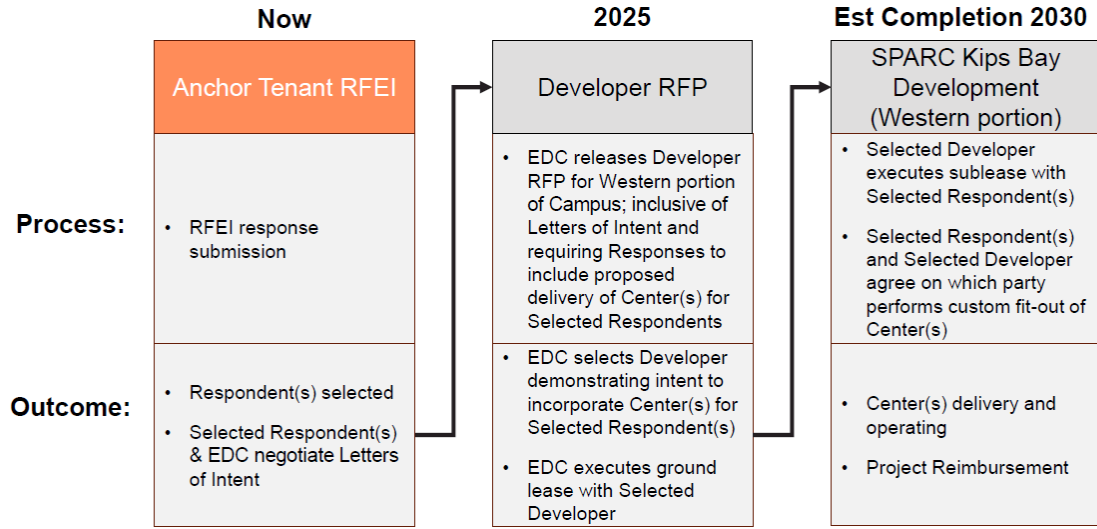 Now
2025
Est Completion 2030
Anchor Tenant RFEI
Developer RFP
SPARC Kips Bay
Development
(Western portion)
Process:
• RFEI response
submission
• EDC releases Developer
RFP for Western portion
of Campus; inclusive of
Letters of Intent and
requiring Responses to
include proposed
delivery of Center(s) for
Selected Respondents
• Selected Developer
executes sublease with
Selected Respondent(s)
• Selected Respondent(s)
and Selected Developer
agree on which party
performs custom fit-out of
Center(s)
Outcome:
• Respondent(s) selected
• Selected Respondent(s)
& EDC negotiate Letters
of Intent
• EDC selects Developer
demonstrating intent to
incorporate Center(s) for
Selected Respondent(s)
• EDC executes ground
lease with Selected
Developer
• Center(s) delivery and
operating
• Project Reimbursement